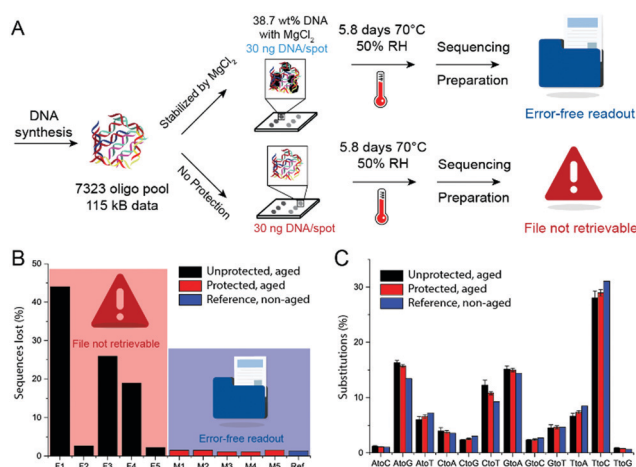 A
DNA
synthesis
7323 oligo pool
115 kB data
Stabilized by MgCl2
No Protection
38.7 wt% DNA
with MgCl2
30 ng DNA/spot
30 ng DNA/spot
5.8 days 70°C
50% RH
Sequencing
Preparation
Error-free readout
5.8 days 70°C
50% RH
Sequencing
Preparation
File not retrievable
B
Sequences lost (%)
50
40
30
20
10
0
Unprotected, aged
Protected, aged
Reference, non-aged
File not retrievable
Error-free readout
F1 F2 F3 F4 F5 M1 M2 M3 M4 M5 Ref
C
Substitutions (%)
30
20
10
0
Unprotected, aged
Protected, aged
Reference, non-aged
AtoC AtoG AtoT CtoA CtoG CtoT GtoA GtoC GtoT TtoA TtoC TtoG